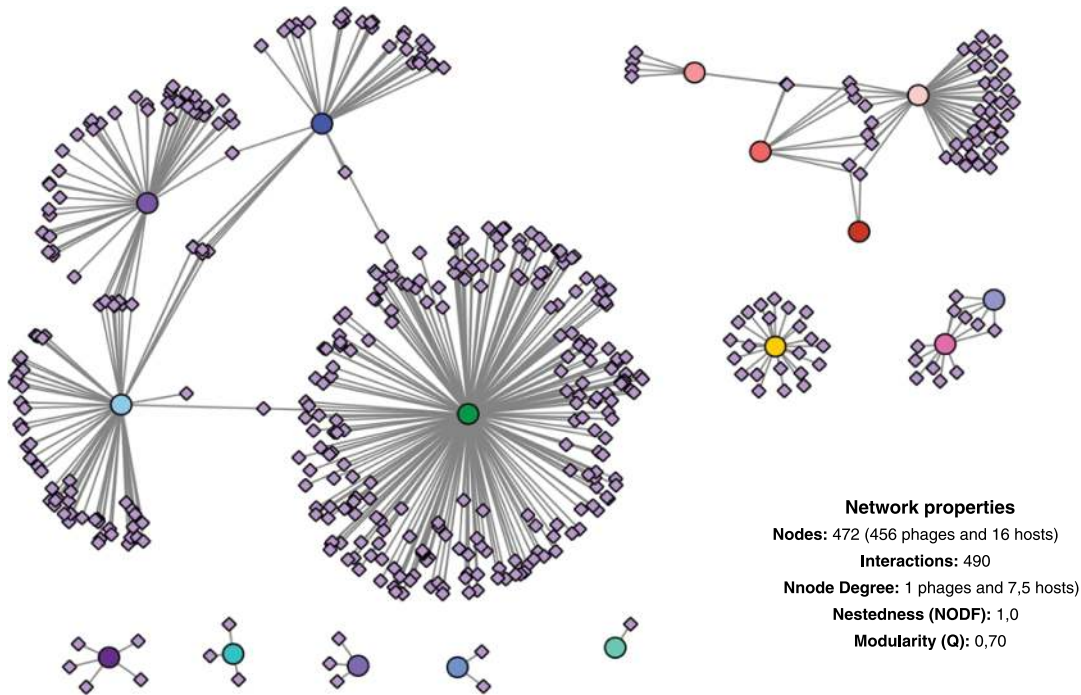 Network properties
Nodes: 472 (456 phages and 16 hosts)
Interactions: 490
Nnode Degree: 1 phages and 7,5 hosts)
Nestedness (NODF): 1,0
Modularity (Q): 0,70